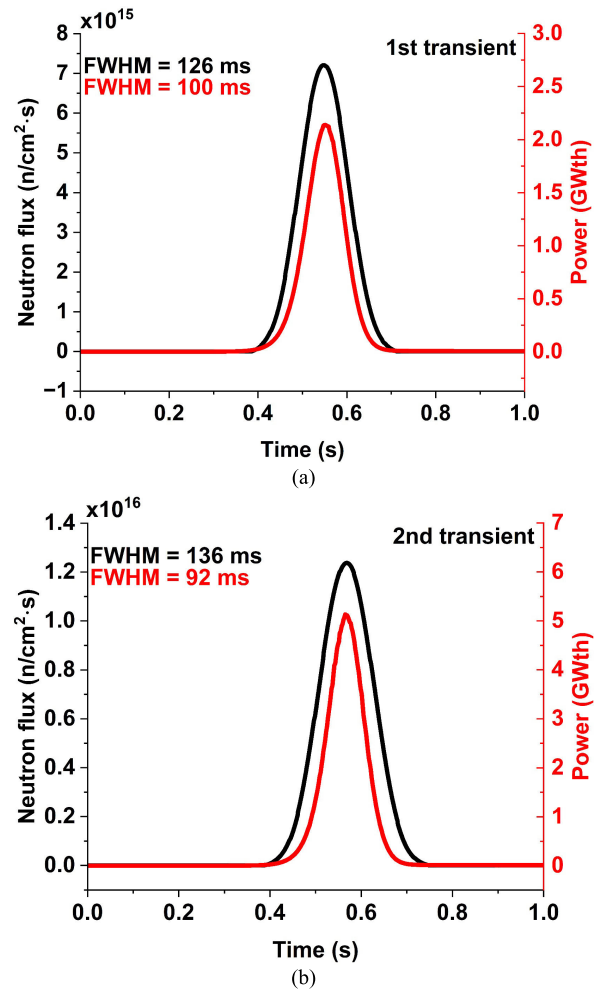 x10¹⁵
1st transient
FWHM = 126 ms
FWHM = 100 ms
Neutron flux (n/cm²·s)
8
7
6
5
4
3
2
1
0
−1
Power (GWth)
3.0
2.5
2.0
1.5
1.0
0.5
0.0
0.0 0.2 0.4 0.6 0.8 1.0
Time (s)
(a)
x10¹⁶
2nd transient
FWHM = 136 ms
FWHM = 92 ms
Neutron flux (n/cm²·s)
1.4
1.2
1.0
0.8
0.6
0.4
0.2
0.0
Power (GWth)
7
6
5
4
3
2
1
0
0.0 0.2 0.4 0.6 0.8 1.0
Time (s)
(b)